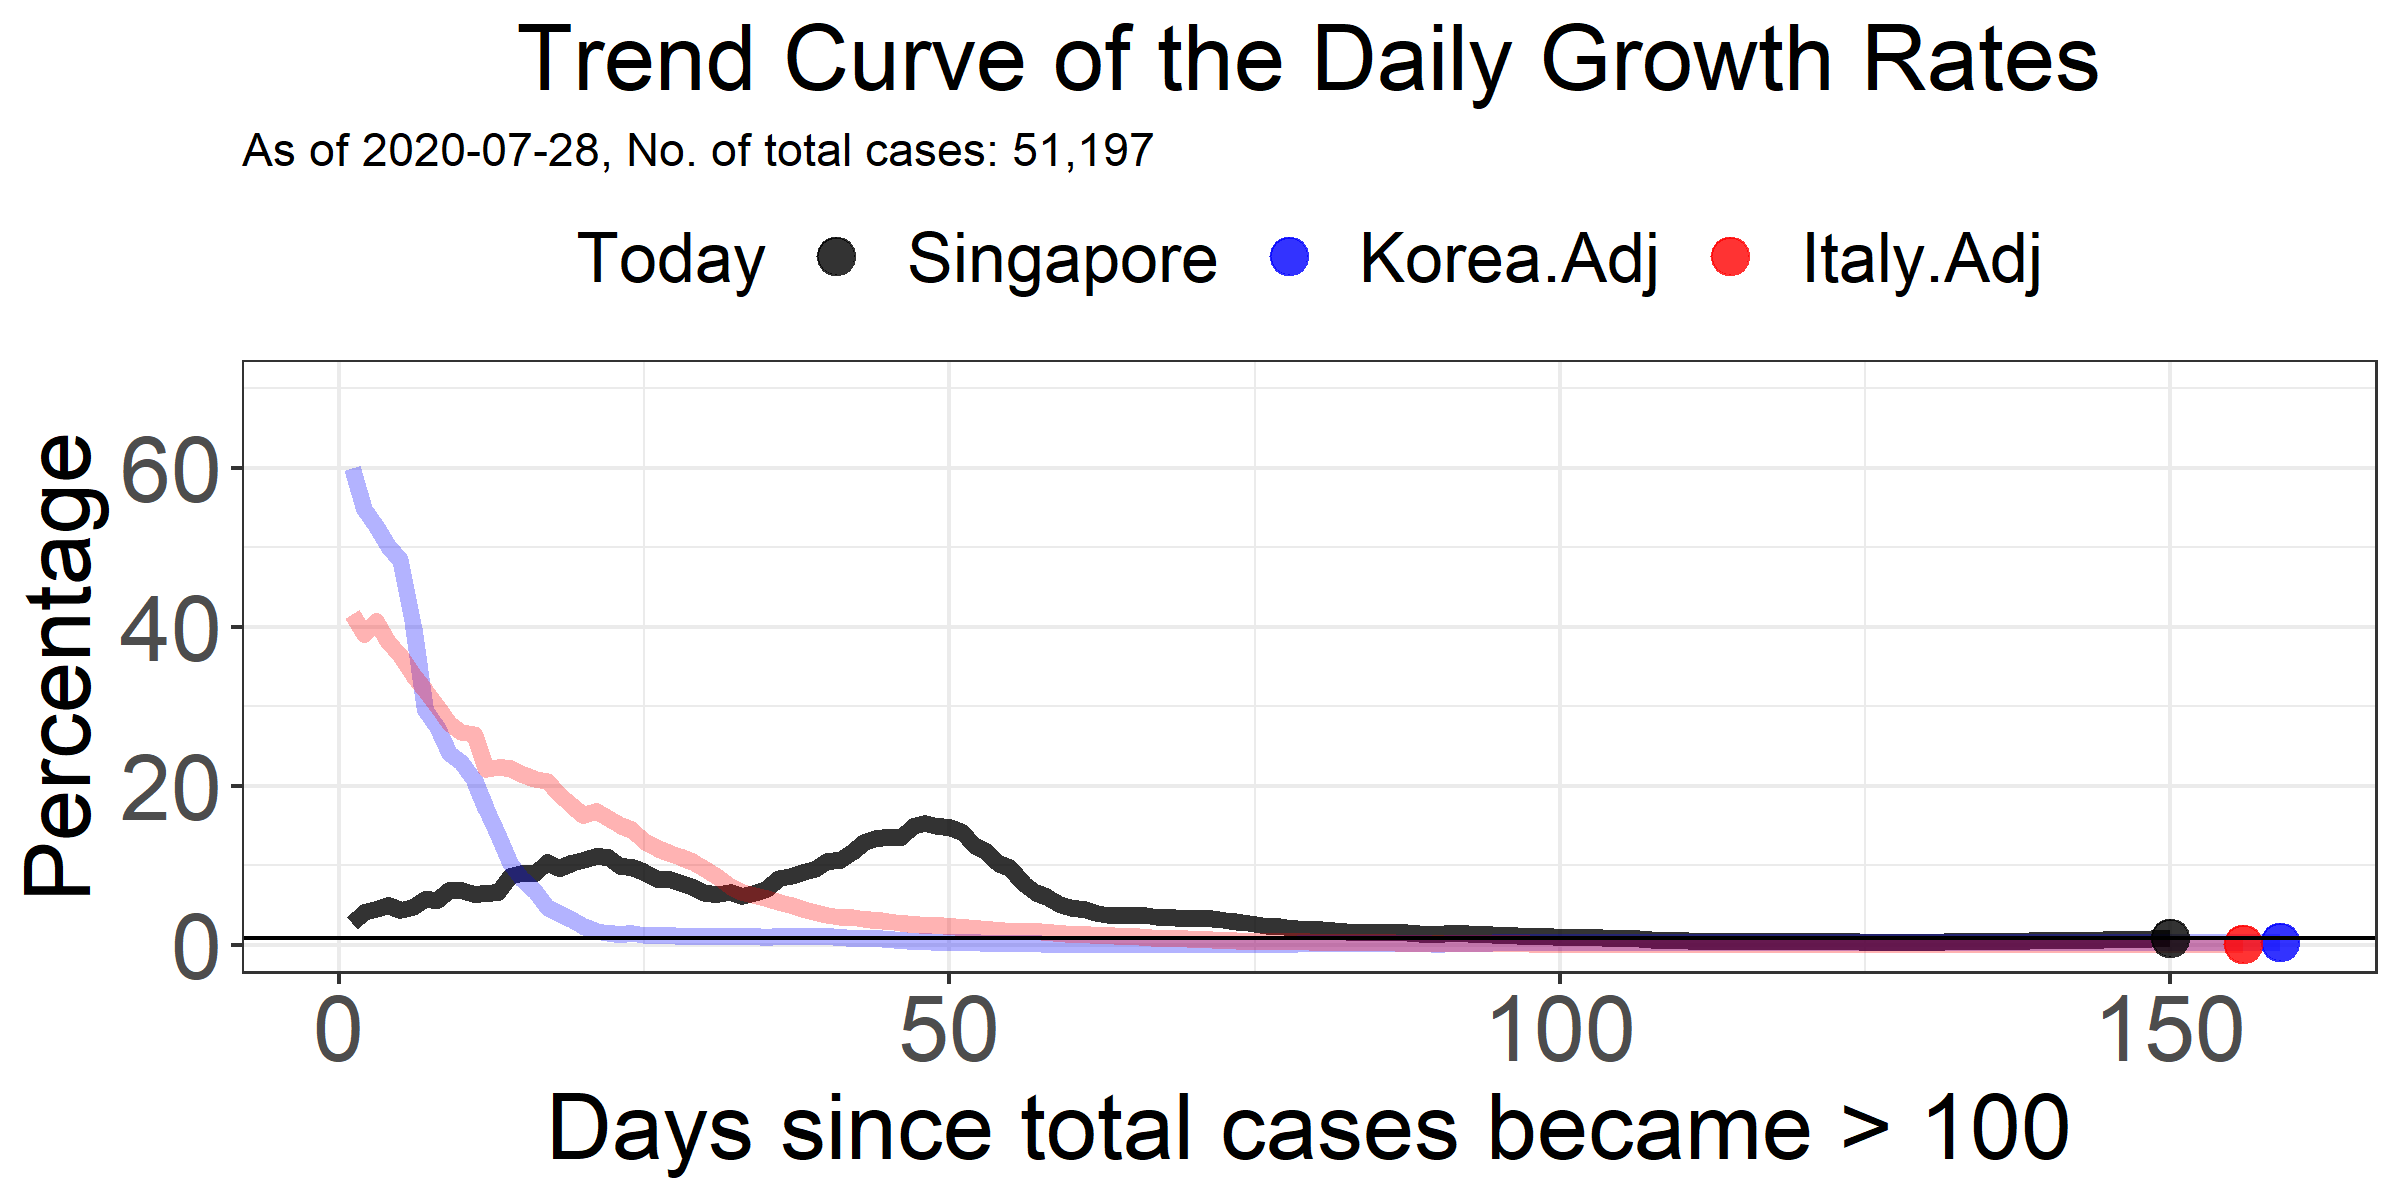 Trend Curve of the Daily Growth Rates
As of 2020-07-28, No. of total cases: 51,197
Today Singapore Korea.Adj Italy.Adj
Percentage
60
40
20
0
0 50 100 150
Days since total cases became > 100